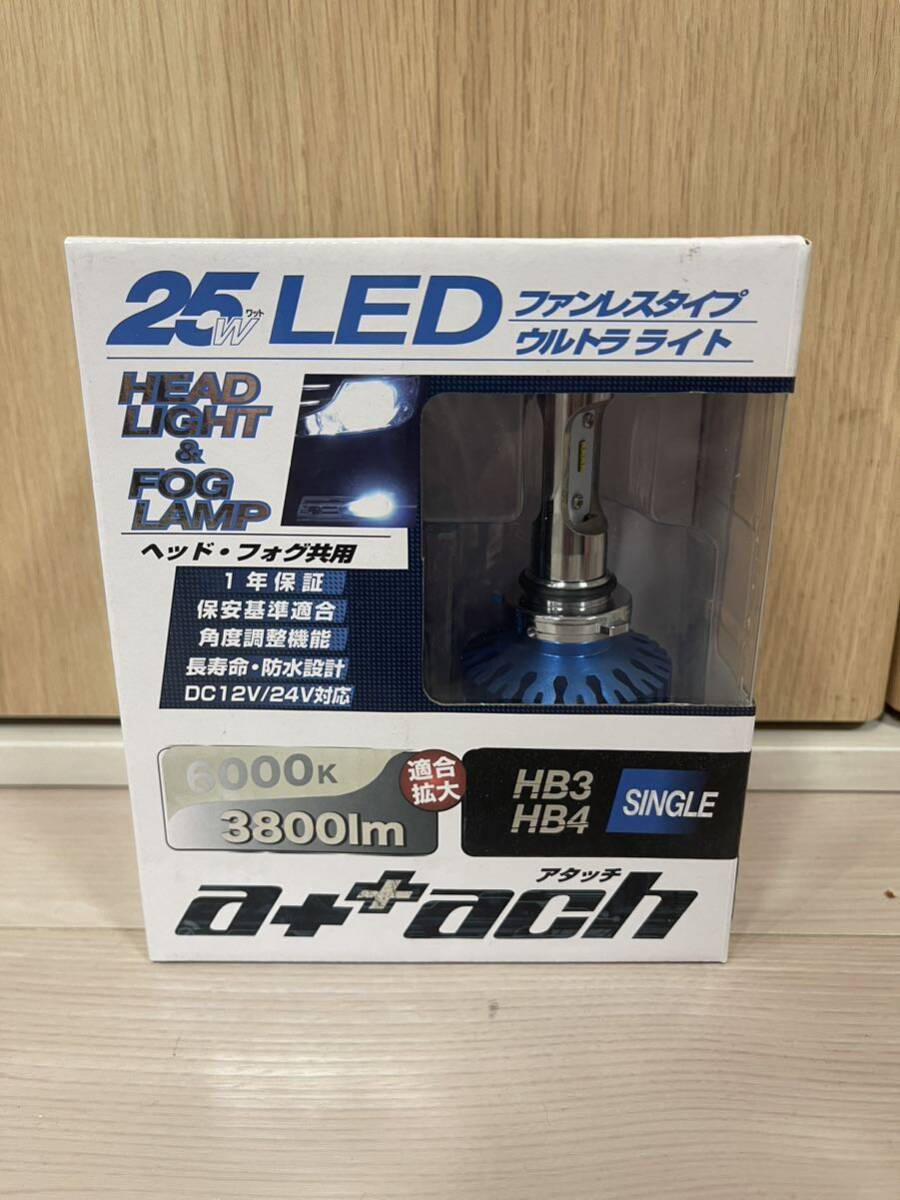 25W ワット LED ファンレスタイプ
ウルトラライト
HEAD
LIGHT
&
FOG
LAMP
ヘッド・フォグ共用
1年保証
保安基準適合
角度調整機能
長寿命・防水設計
DC12V/24V対応
6000K
3800lm
適合
拡大
HB3
HB4
SINGLE
アタッチ
a++ach